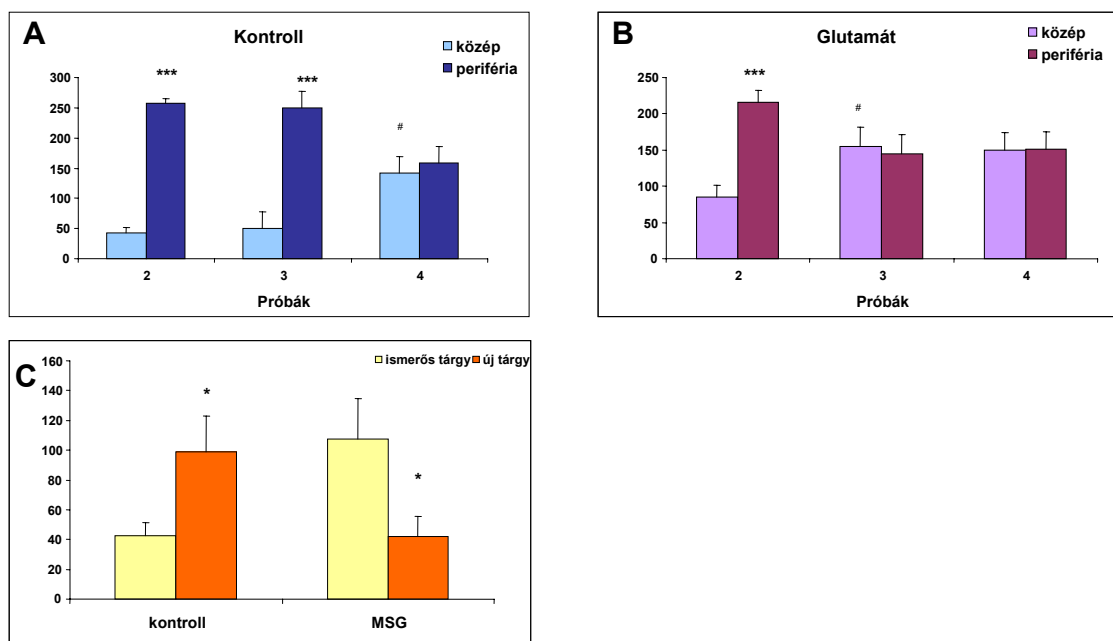 A
Kontroll
közép
periféria
300
250
200
150
100
50
0
***
***
#
2 3 4
Próbák
B
Glutamát
közép
periféria
250
200
150
100
50
0
***
#
2 3 4
Próbák
C
ismerős tárgy új tárgy
160
140
120
100
80
60
40
20
0
*
*
kontroll MSG